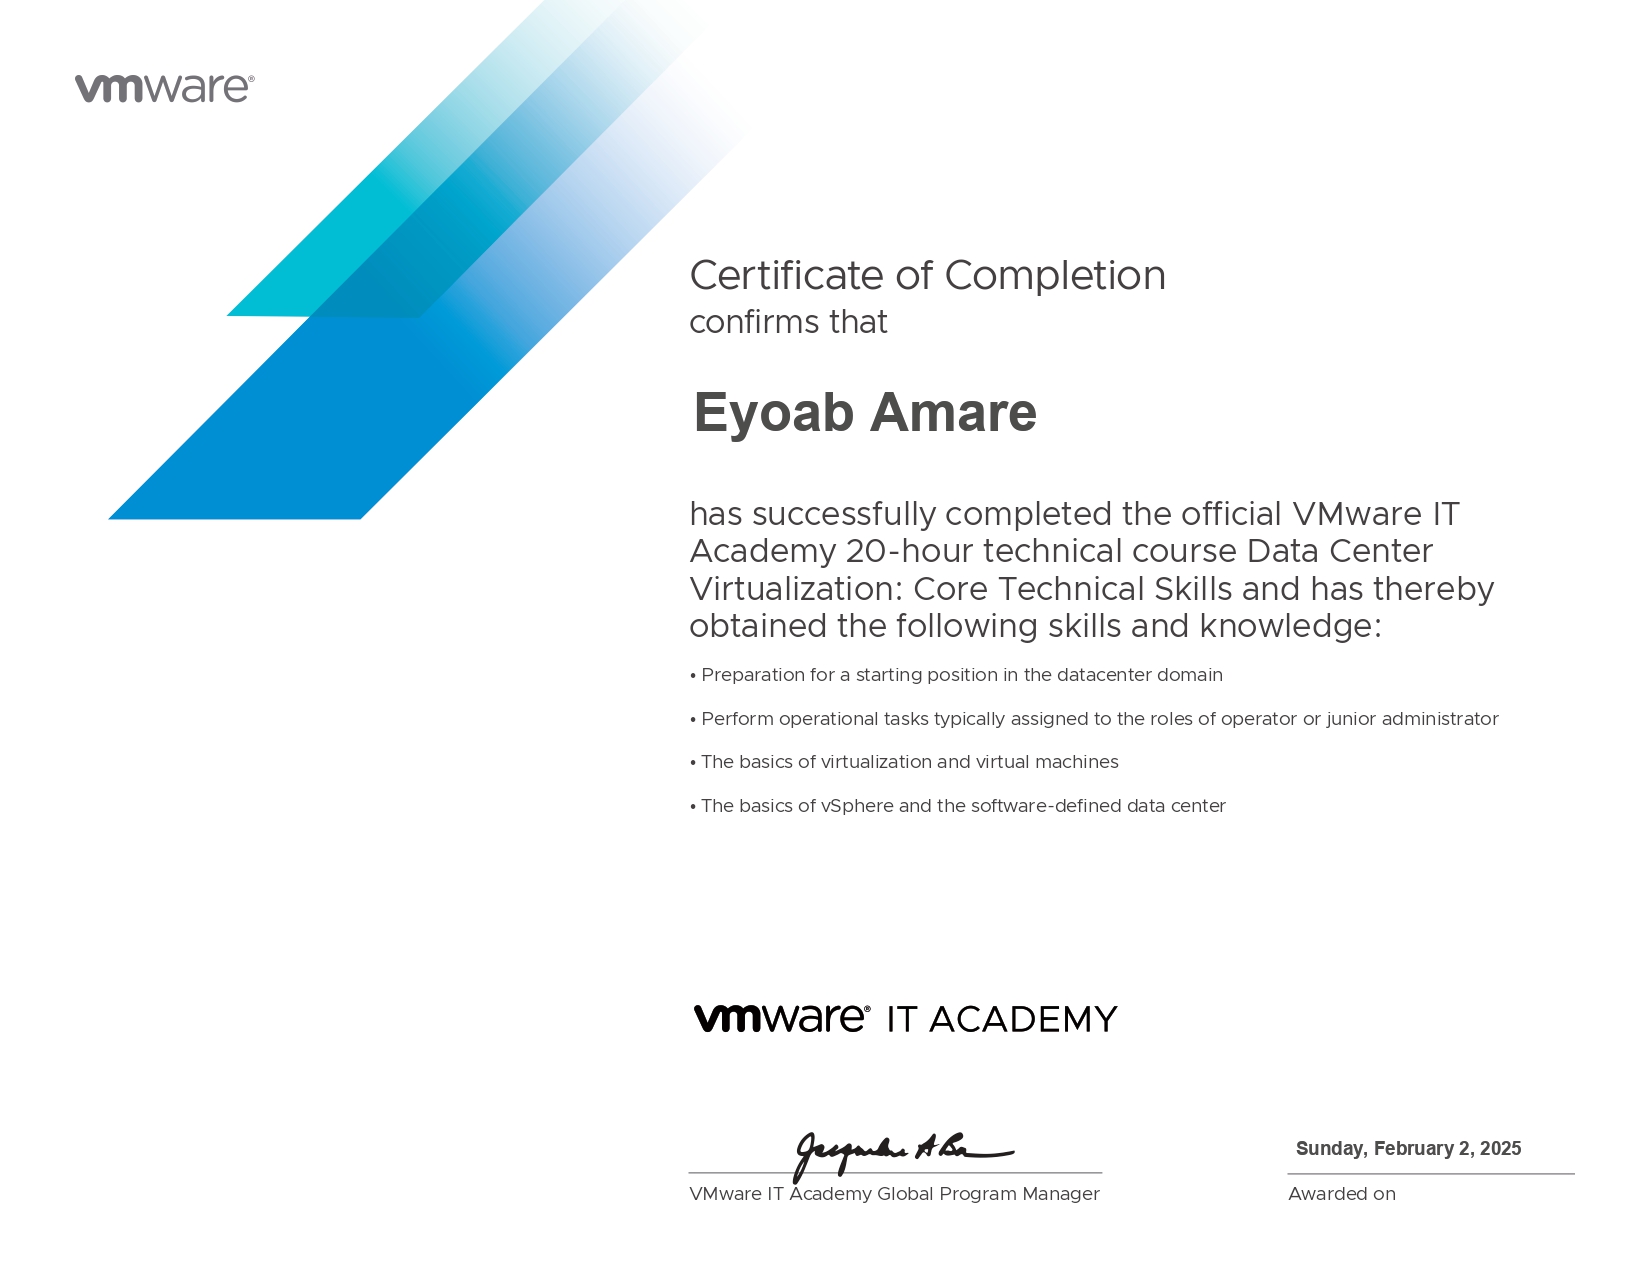 vmware®
Certificate of Completion
confirms that
Eyoab Amare
has successfully completed the official VMware IT
Academy 20-hour technical course Data Center
Virtualization: Core Technical Skills and has thereby
obtained the following skills and knowledge:
• Preparation for a starting position in the datacenter domain
• Perform operational tasks typically assigned to the roles of operator or junior administrator
• The basics of virtualization and virtual machines
• The basics of vSphere and the software-defined data center
vmware® IT ACADEMY
Sunday, February 2, 2025
VMware IT Academy Global Program Manager
Awarded on